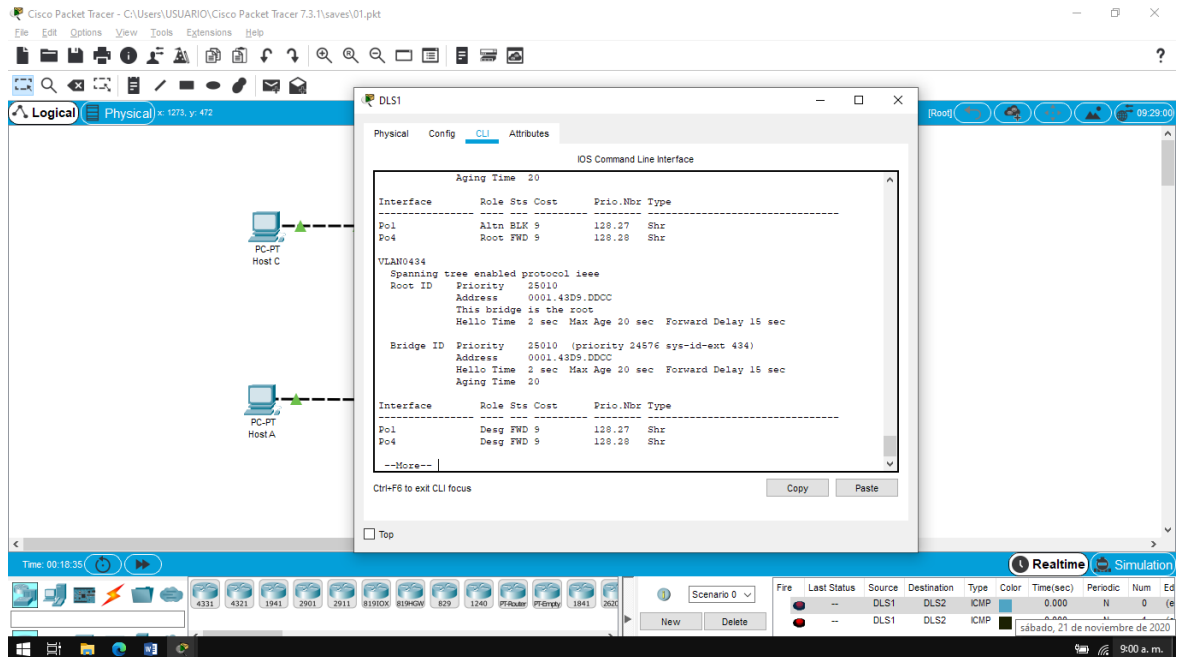 Cisco Packet Tracer - C:\Users\USUARIO\Cisco Packet Tracer 7.3.1\saves\01.pkt
File Edit Options View Tools Extensions Help
?
Logical Physical x: 1273, y: 472
[Root] 09:29:00
PC-PT
Host C
PC-PT
Host A
DLS1
Physical Config CLI Attributes
IOS Command Line Interface
Aging Time 20
Interface Role Sts Cost Prio.Nbr Type
---------------- ---- --- --------- -------- --------------------------------
Po1 Altn BLK 9 128.27 Shr
Po4 Root FWD 9 128.28 Shr
VLAN0434
Spanning tree enabled protocol ieee
Root ID Priority 25010
Address 0001.43D9.DDCC
This bridge is the root
Hello Time 2 sec Max Age 20 sec Forward Delay 15 sec
Bridge ID Priority 25010 (priority 24576 sys-id-ext 434)
Address 0001.43D9.DDCC
Hello Time 2 sec Max Age 20 sec Forward Delay 15 sec
Aging Time 20
Interface Role Sts Cost Prio.Nbr Type
---------------- ---- --- --------- -------- --------------------------------
Po1 Desg FWD 9 128.27 Shr
Po4 Desg FWD 9 128.28 Shr
--More--
Ctrl+F6 to exit CLI focus
Copy Paste
Top
Time: 00:18:35
Realtime Simulation
4331 4321 1941 2901 2911 819IOX 819HGW 829 1240 PT-Router PT-Empty 1841 2620
Scenario 0
New Delete
Fire Last Status Source Destination Type Color Time(sec) Periodic Num Ed
-- DLS1 DLS2 ICMP 0.000 N 0 (e
-- DLS1 DLS2 ICMP
sábado, 21 de noviembre de 2020
9:00 a. m.